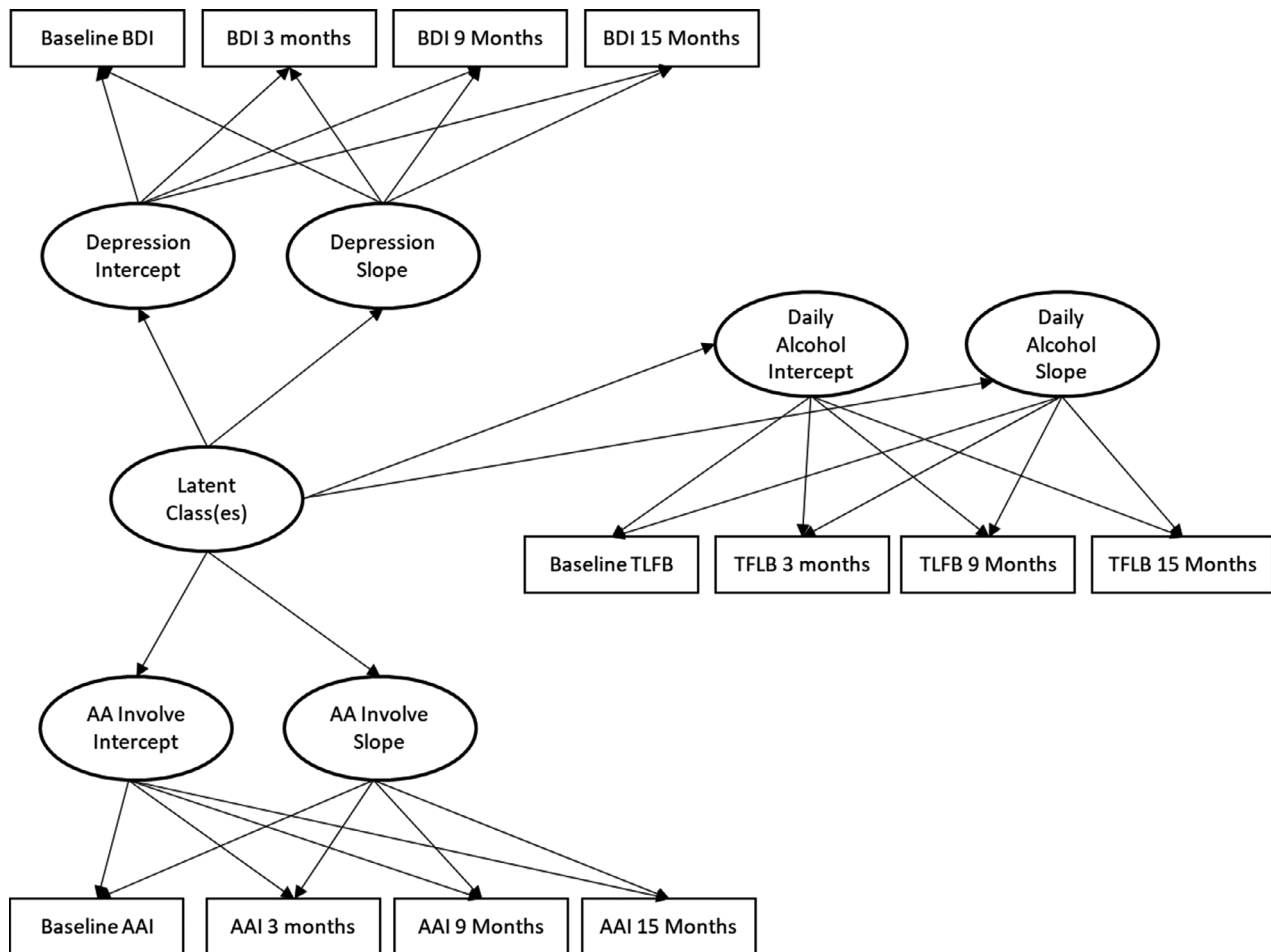 Baseline BDI
BDI 3 months
BDI 9 Months
BDI 15 Months
Depression
Intercept
Depression
Slope
Daily
Alcohol
Intercept
Daily
Alcohol
Slope
Latent
Class(es)
Baseline TLFB
TFLB 3 months
TLFB 9 Months
TFLB 15 Months
AA Involve
Intercept
AA Involve
Slope
Baseline AAI
AAI 3 months
AAI 9 Months
AAI 15 Months